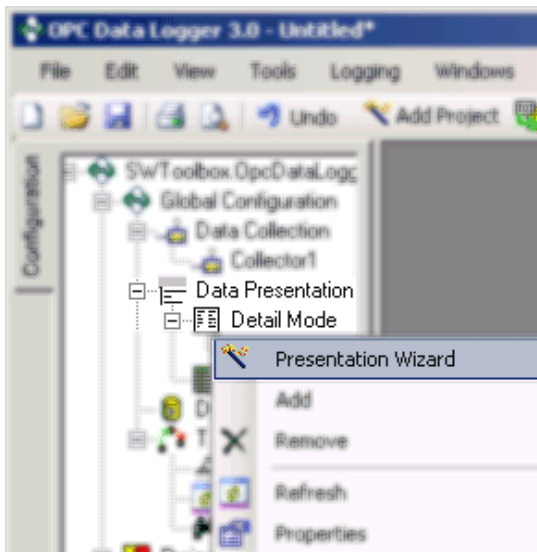 OPC Data Logger 3.0 - Untitled*
File Edit View Tools Logging Windows
Undo Add Project
Configuration
SWToolbox.OpcDataLogg
Global Configuration
Data Collection
Collector1
Data Presentation
Detail Mode
Presentation Wizard
D
Add
T
Remove
Refresh
Properties